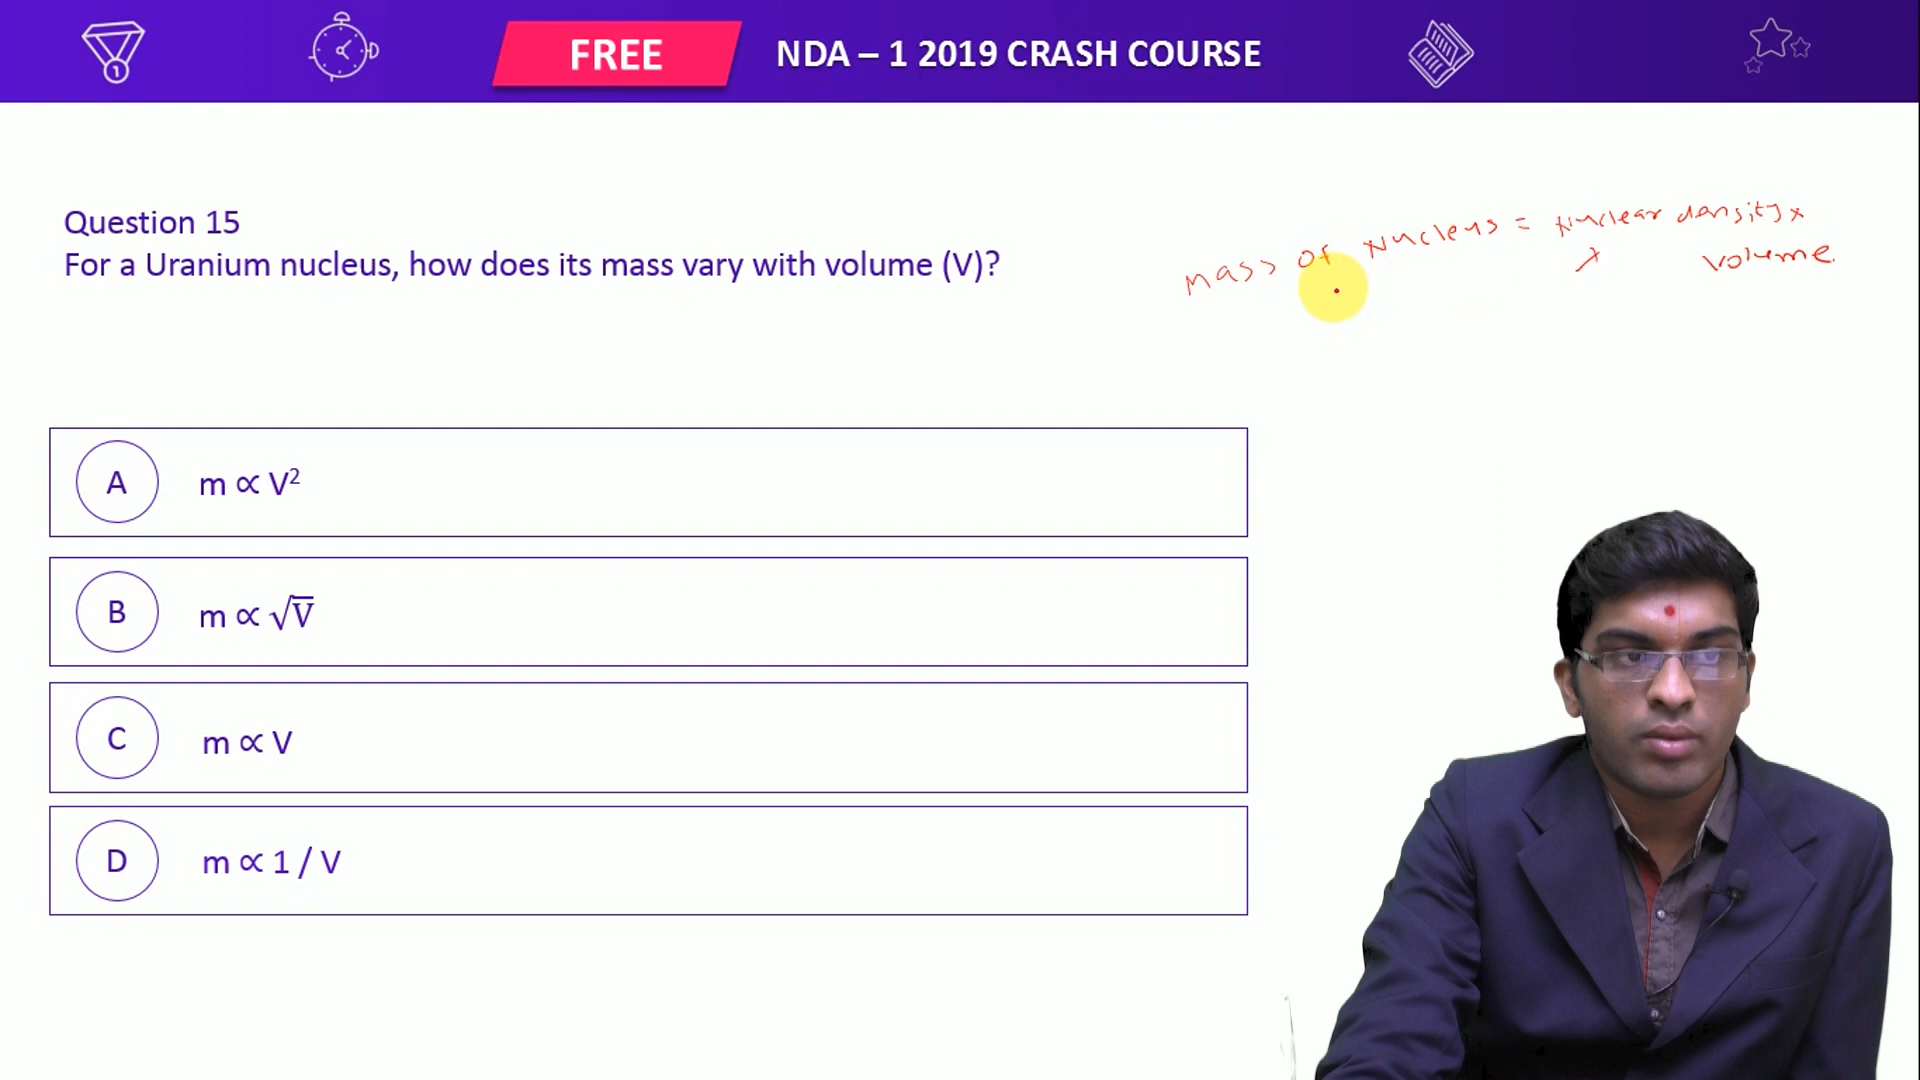 FREE
NDA – 1 2019 CRASH COURSE
Question 15
For a Uranium nucleus, how does its mass vary with volume (V)?
Mass of Nucleus = Nuclear density x
x volume
A m ∝ V²
B m ∝ √V
C m ∝ V
D m ∝ 1 / V
1